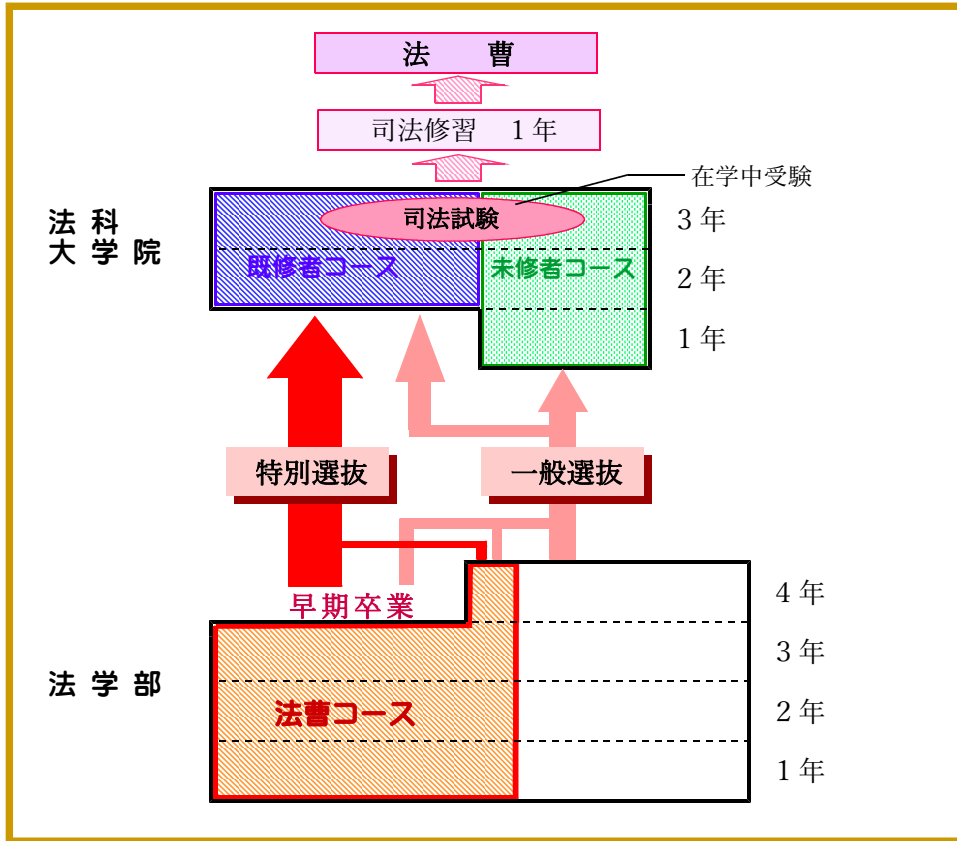 法　曹
司法修習　１年
在学中受験
法科
大学院
司法試験
３年
既修者コース
未修者コース
２年
１年
特別選抜
一般選抜
早期卒業
４年
３年
法学部
法曹コース
２年
１年